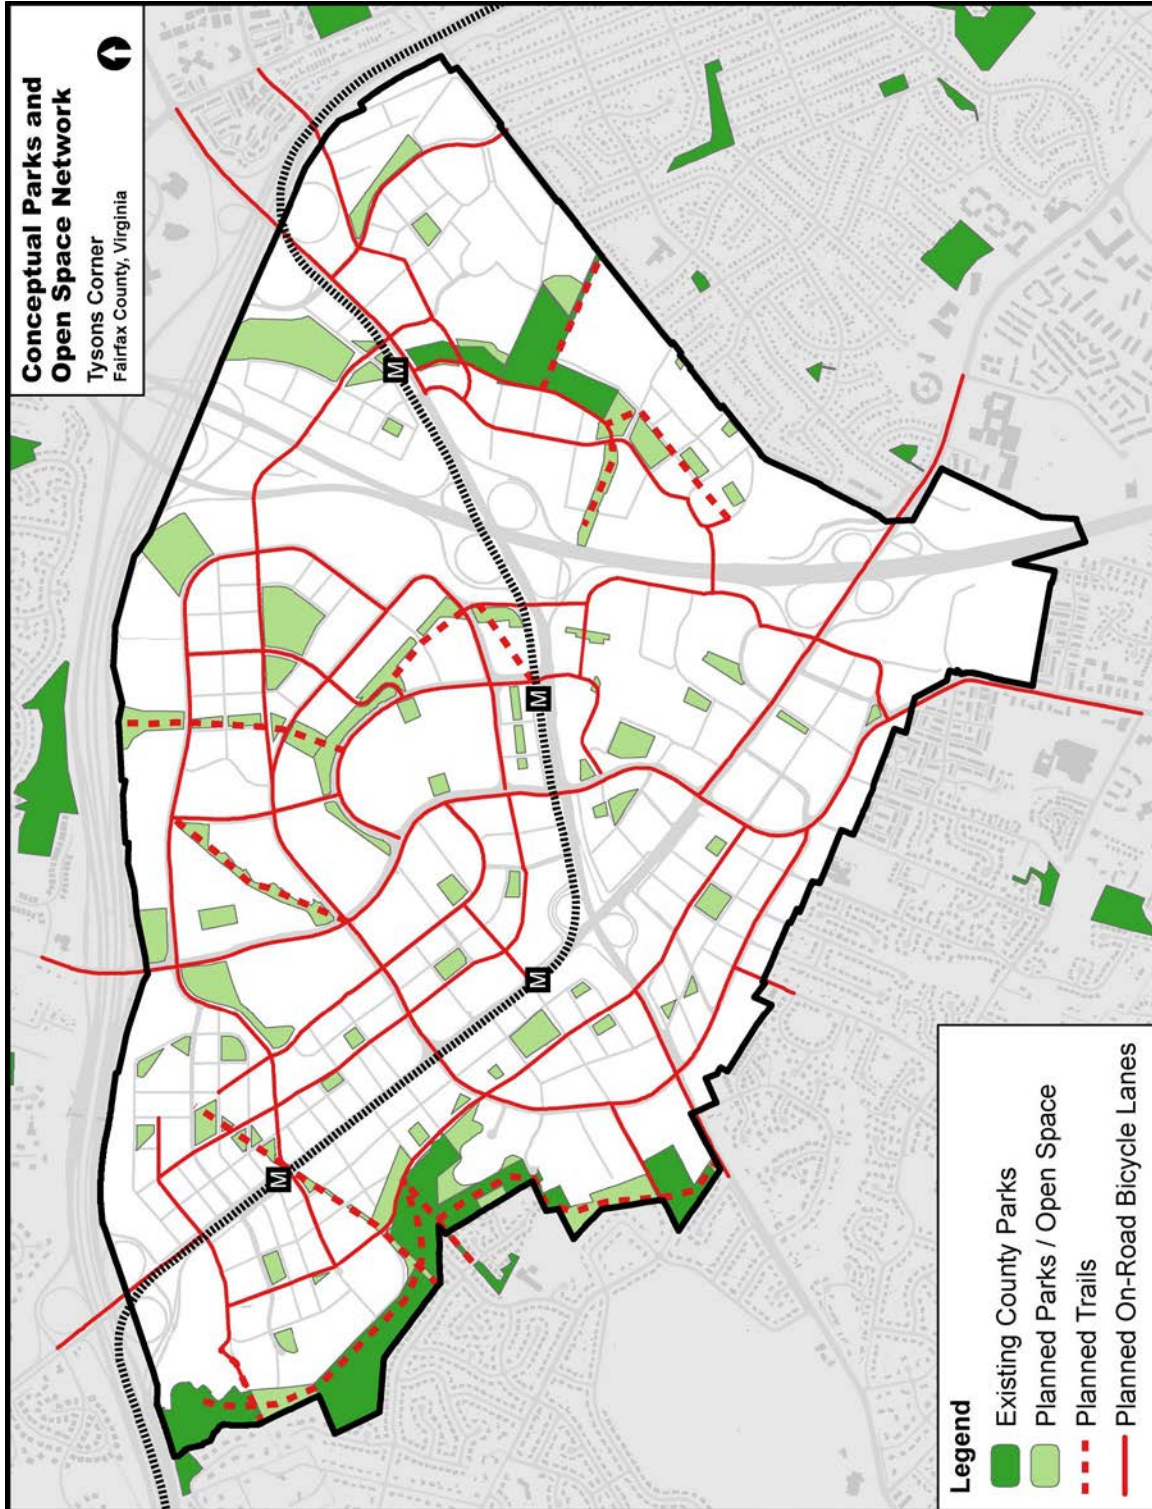 Conceptual Parks and
Open Space Network
Tysons Corner
Fairfax County, Virginia
M
M
M
M
Legend
Existing County Parks
Planned Parks / Open Space
Planned Trails
Planned On-Road Bicycle Lanes